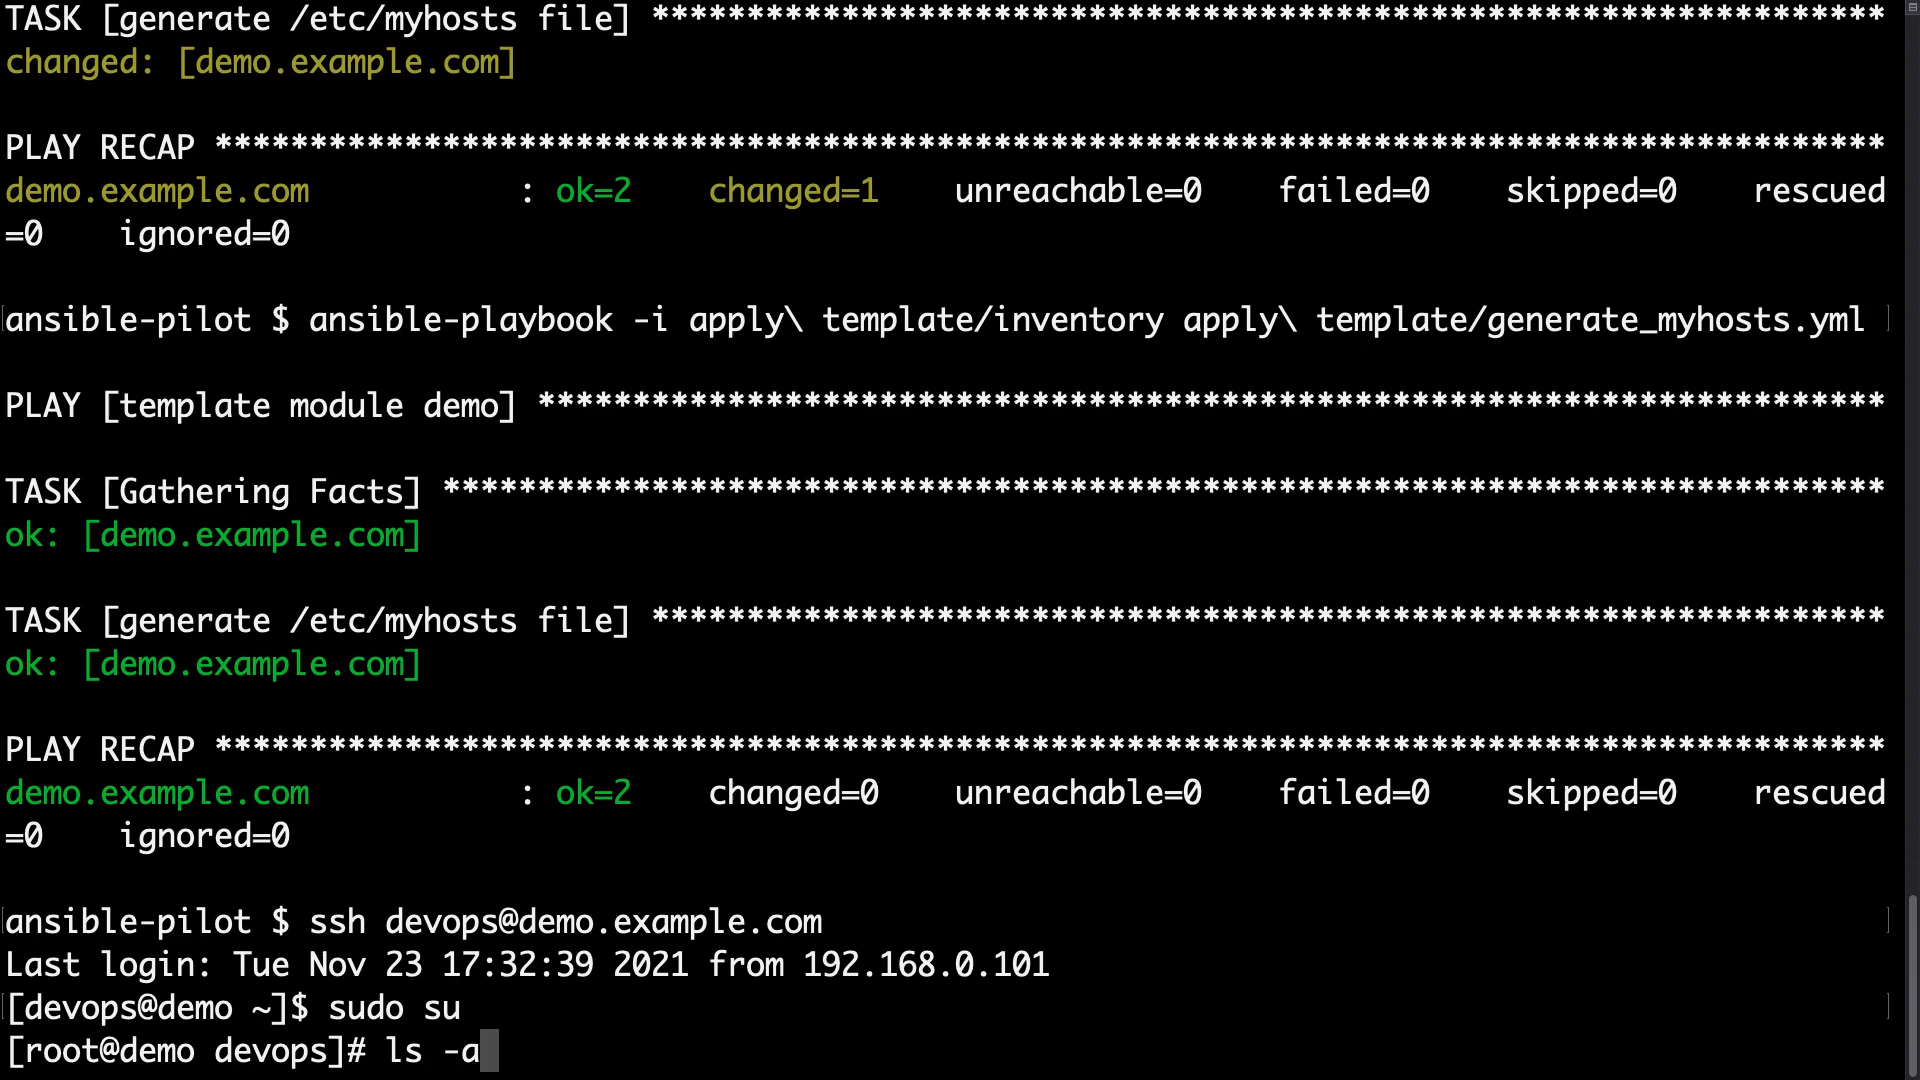 TASK [generate /etc/myhosts file] *****************************************************************
changed: [demo.example.com]
PLAY RECAP ****************************************************************************************
demo.example.com           : ok=2    changed=1    unreachable=0    failed=0    skipped=0    rescued
=0    ignored=0
ansible-pilot $ ansible-playbook -i apply\ template/inventory apply\ template/generate_myhosts.yml
PLAY [template module demo] ***********************************************************************
TASK [Gathering Facts] ****************************************************************************
ok: [demo.example.com]
TASK [generate /etc/myhosts file] *****************************************************************
ok: [demo.example.com]
PLAY RECAP ****************************************************************************************
demo.example.com           : ok=2    changed=0    unreachable=0    failed=0    skipped=0    rescued
=0    ignored=0
ansible-pilot $ ssh devops@demo.example.com
Last login: Tue Nov 23 17:32:39 2021 from 192.168.0.101
[devops@demo ~]$ sudo su
[root@demo devops]# ls -a